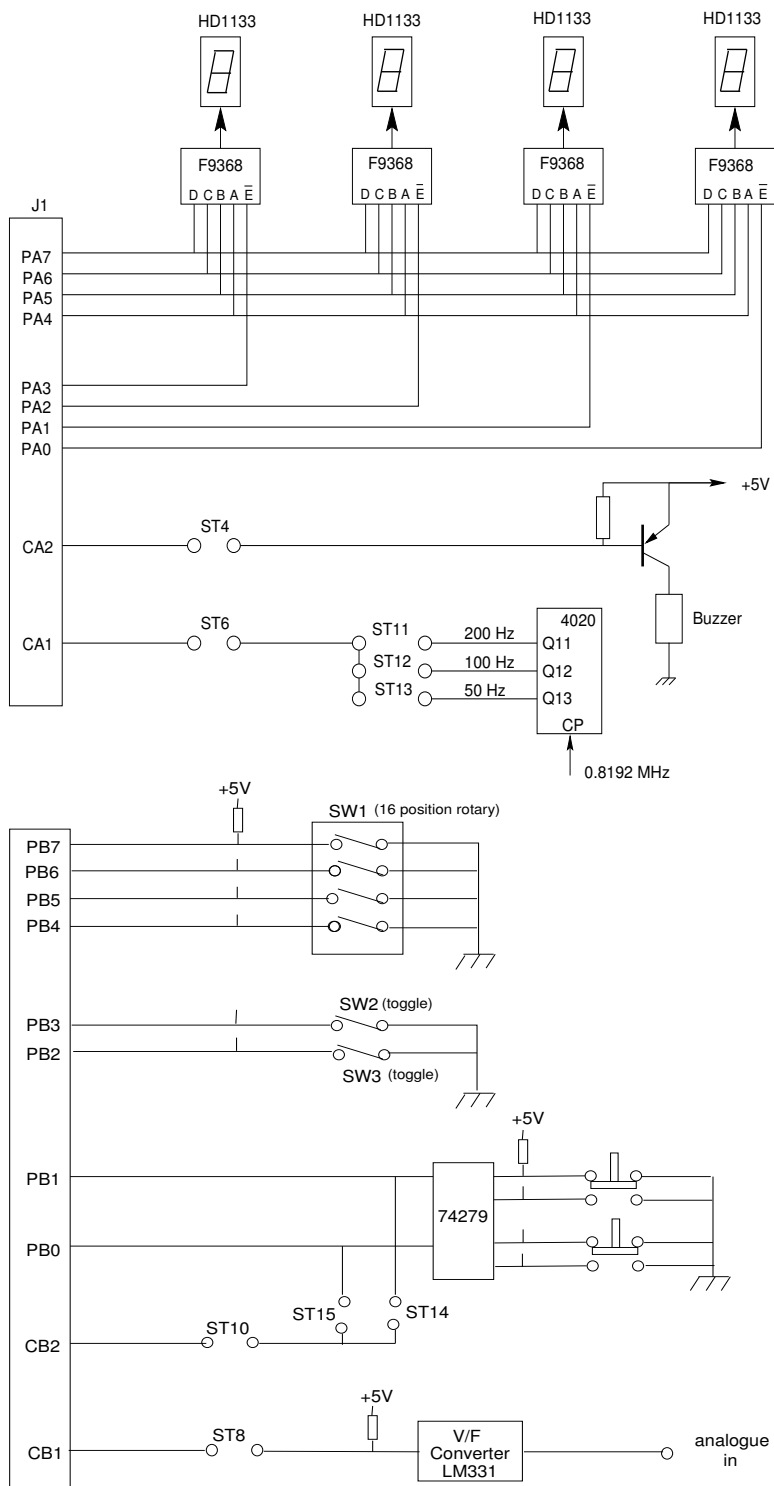 HD1133 HD1133 HD1133 HD1133
F9368 F9368 F9368 F9368
D C B A E̅ D C B A E̅ D C B A E̅ D C B A E̅
J1
PA7
PA6
PA5
PA4
PA3
PA2
PA1
PA0
+5V
ST4
CA2
Buzzer
4020
ST6 ST11 200 Hz Q11
CA1
ST12 100 Hz Q12
ST13 50 Hz Q13
CP
0.8192 MHz
+5V
SW1 (16 position rotary)
PB7
PB6
PB5
PB4
SW2 (toggle)
PB3
PB2
SW3 (toggle)
+5V
PB1
74279
PB0
ST15 ST14
ST10
CB2
+5V
ST8
V/F
Converter
LM331
CB1
analogue
in